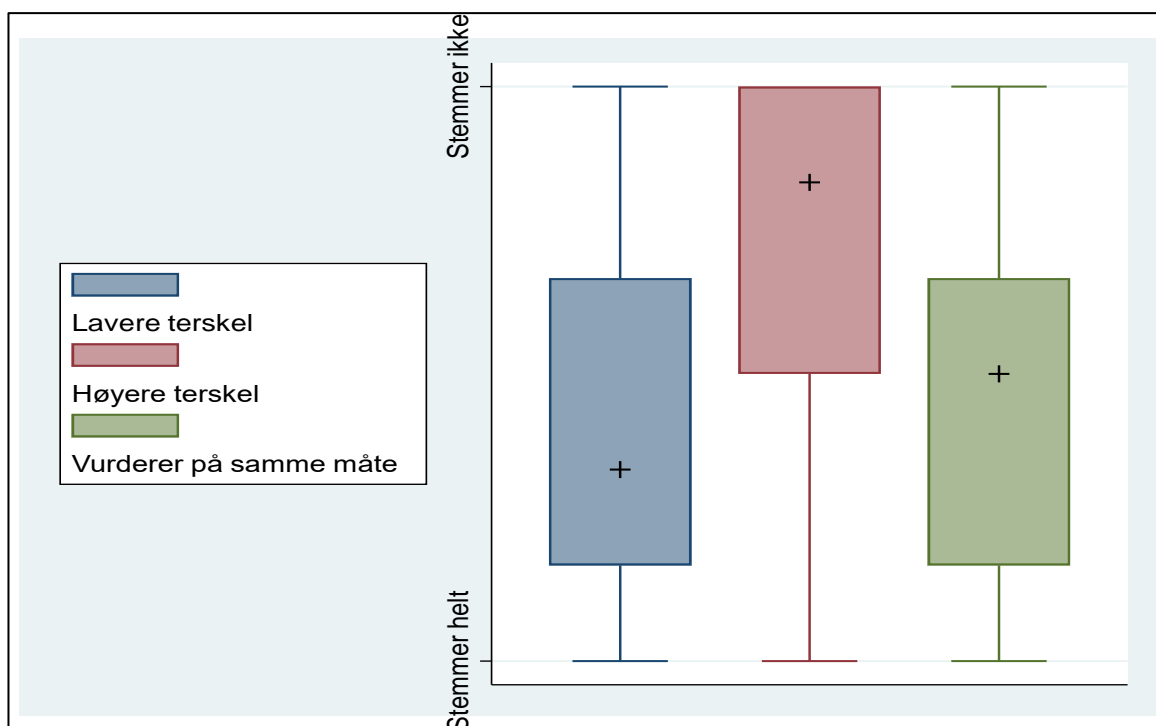 Stemmer ikke
Stemmer helt
Lavere terskel
Høyere terskel
Vurderer på samme måte